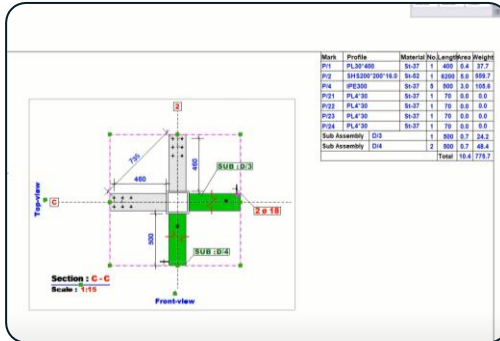 Mark Profile Material No. Length Area Weight
P/1 PL30*400 St-37 1 400 0.4 37.7
P/2 SHS200*200*16.0 St-52 1 6200 5.0 559.7
P/4 IPE300 St-37 5 500 3.0 105.6
P/21 PL4*30 St-37 1 70 0.0 0.0
P/22 PL4*30 St-37 1 70 0.0 0.0
P/23 PL4*30 St-37 1 70 0.0 0.0
P/24 PL4*30 St-37 1 70 0.0 0.0
Sub Assembly D/3 1 500 0.7 24.2
Sub Assembly D/4 2 500 0.7 48.4
Total 10.4 775.7
2
795
460
460
SUB : D/3
Top-view
C
2 ø 18
500
SUB : D/4
Section : C - C
Scale : 1:15
Front-view